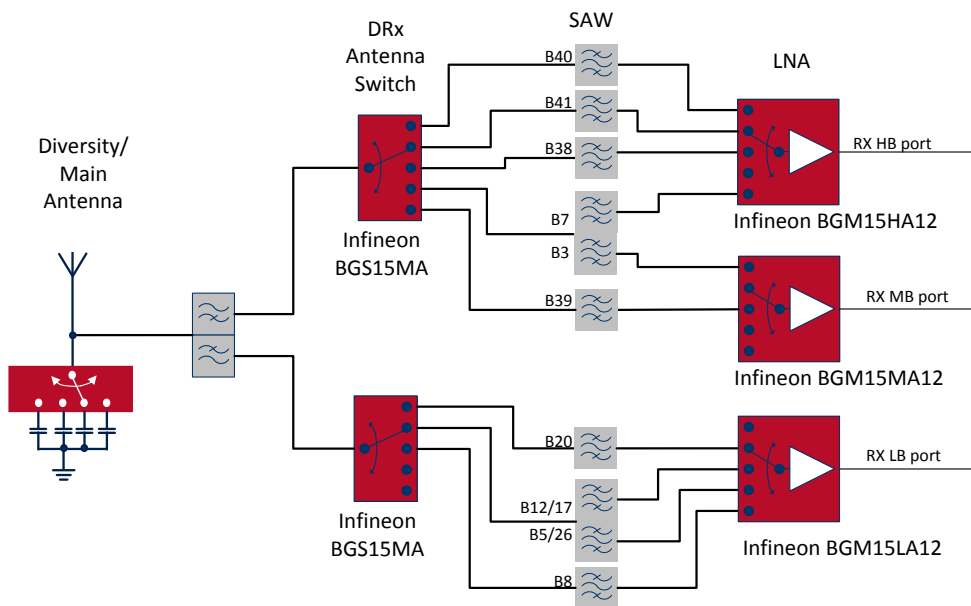 SAW
DRx
Antenna
Switch
LNA
Diversity/
Main
Antenna
B40
B41
B38
B7
B3
B39
RX HB port
Infineon BGM15HA12
Infineon
BGS15MA
RX MB port
Infineon BGM15MA12
B20
B12/17
B5/26
B8
RX LB port
Infineon
BGS15MA
Infineon BGM15LA12